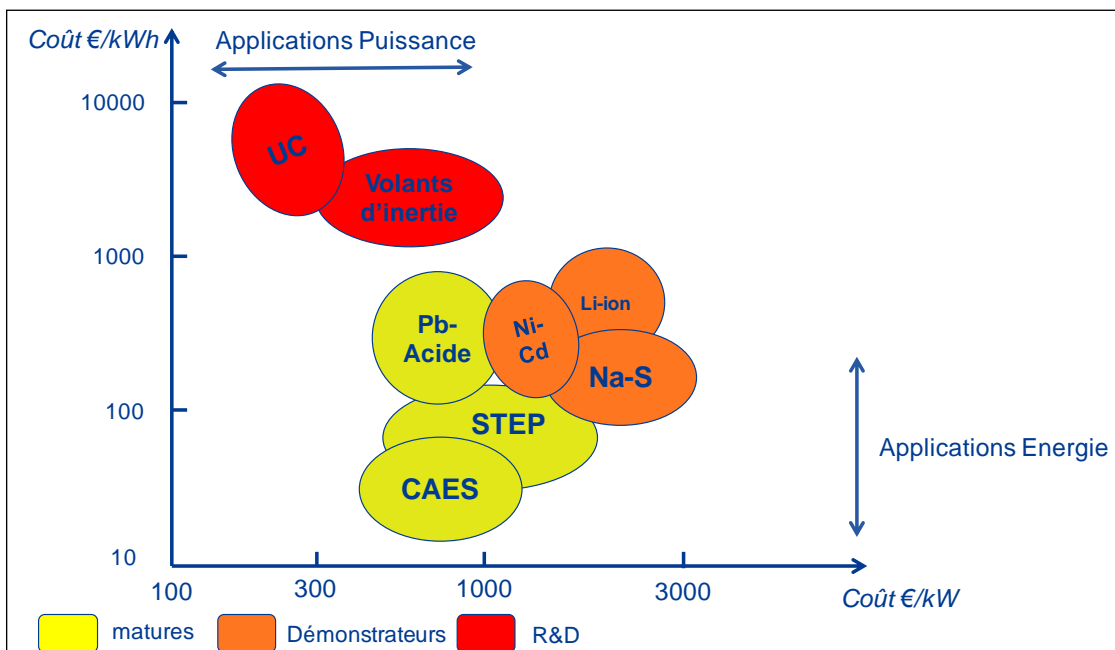 Coût €/kWh
Applications Puissance
10000
UC
Volants
d'inertie
1000
Li-ion
Ni-
Cd
Pb-
Acide
Na-S
100
STEP
Applications Energie
CAES
10
100
300
1000
3000
Coût €/kW
matures
Démonstrateurs
R&D